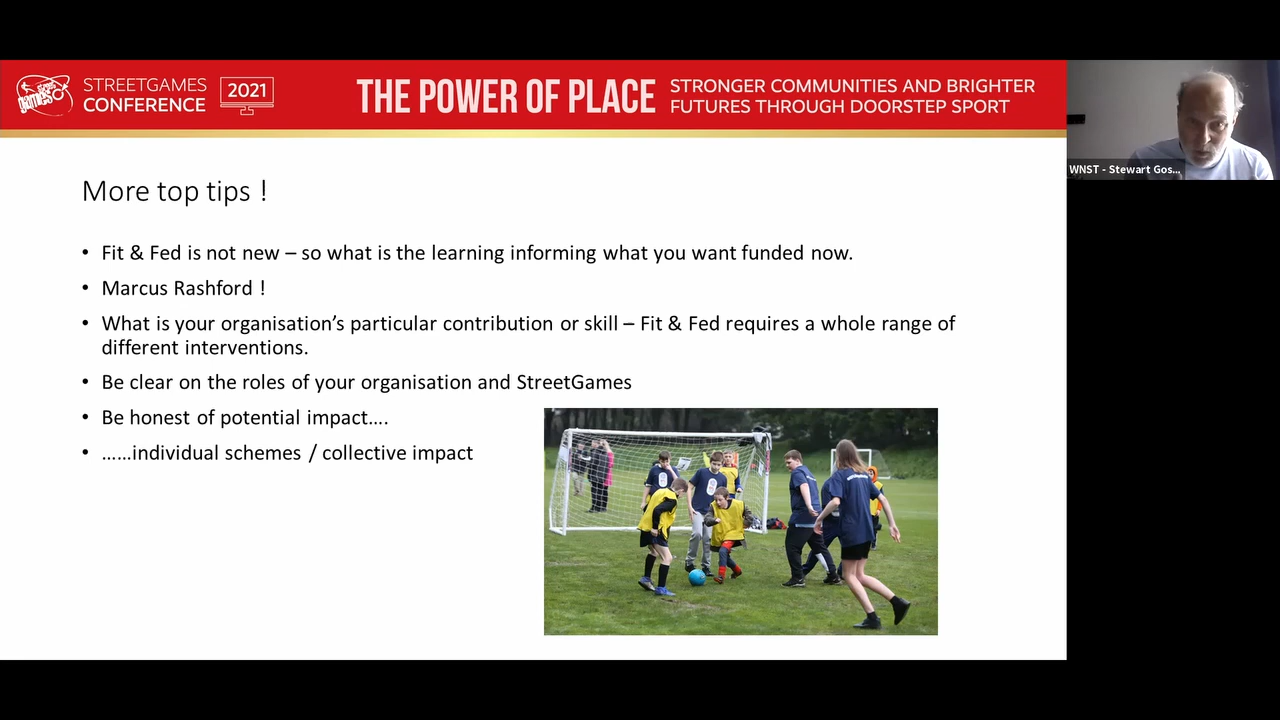 STREETGAMES
CONFERENCE
2021
THE POWER OF PLACE
STRONGER COMMUNITIES AND BRIGHTER
FUTURES THROUGH DOORSTEP SPORT
WNST - Stewart Gos...
More top tips !
• Fit & Fed is not new – so what is the learning informing what you want funded now.
• Marcus Rashford !
• What is your organisation’s particular contribution or skill – Fit & Fed requires a whole range of
different interventions.
• Be clear on the roles of your organisation and StreetGames
• Be honest of potential impact….
• ……individual schemes / collective impact